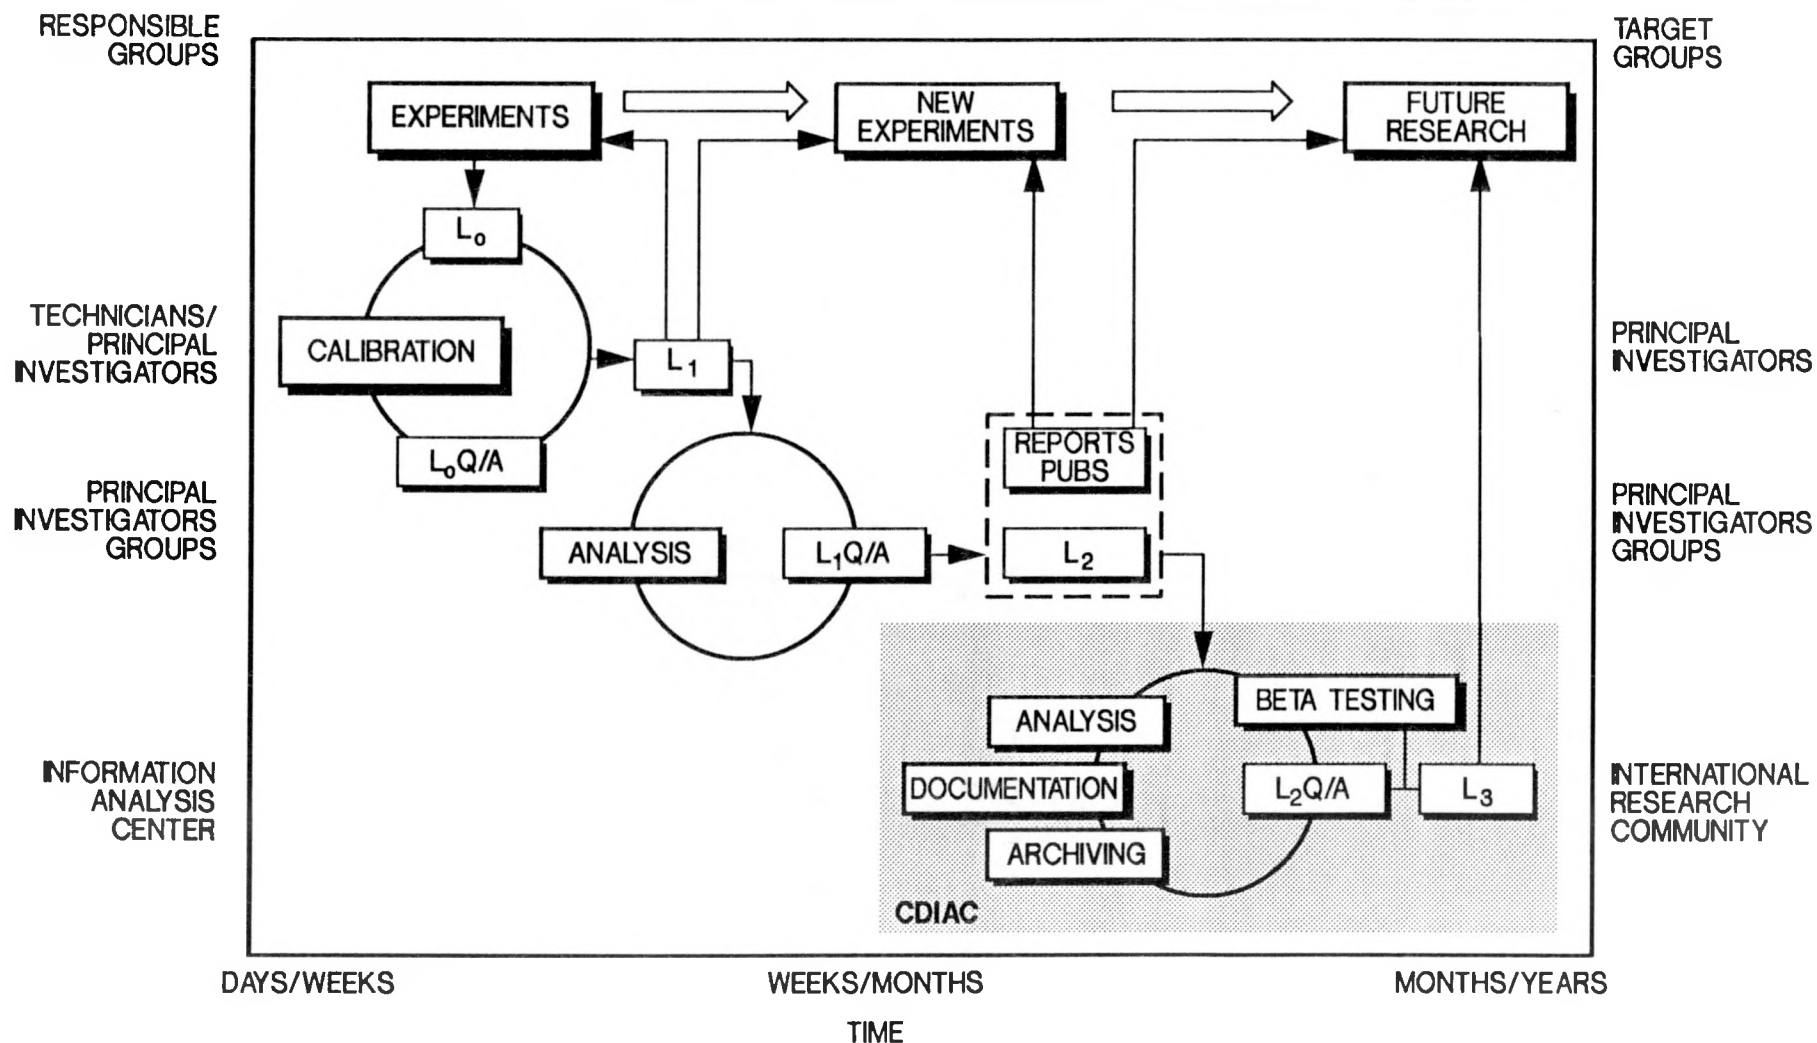 RESPONSIBLE
GROUPS
TARGET
GROUPS
EXPERIMENTS
NEW
EXPERIMENTS
FUTURE
RESEARCH
L₀
TECHNICIANS/
PRINCIPAL
INVESTIGATORS
CALIBRATION
L₁
PRINCIPAL
INVESTIGATORS
L₀Q/A
REPORTS
PUBS
PRINCIPAL
INVESTIGATORS
GROUPS
ANALYSIS
L₁Q/A
L₂
PRINCIPAL
INVESTIGATORS
GROUPS
ANALYSIS
BETA TESTING
INFORMATION
ANALYSIS
CENTER
DOCUMENTATION
L₂Q/A
L₃
INTERNATIONAL
RESEARCH
COMMUNITY
ARCHIVING
CDIAC
DAYS/WEEKS
WEEKS/MONTHS
MONTHS/YEARS
TIME